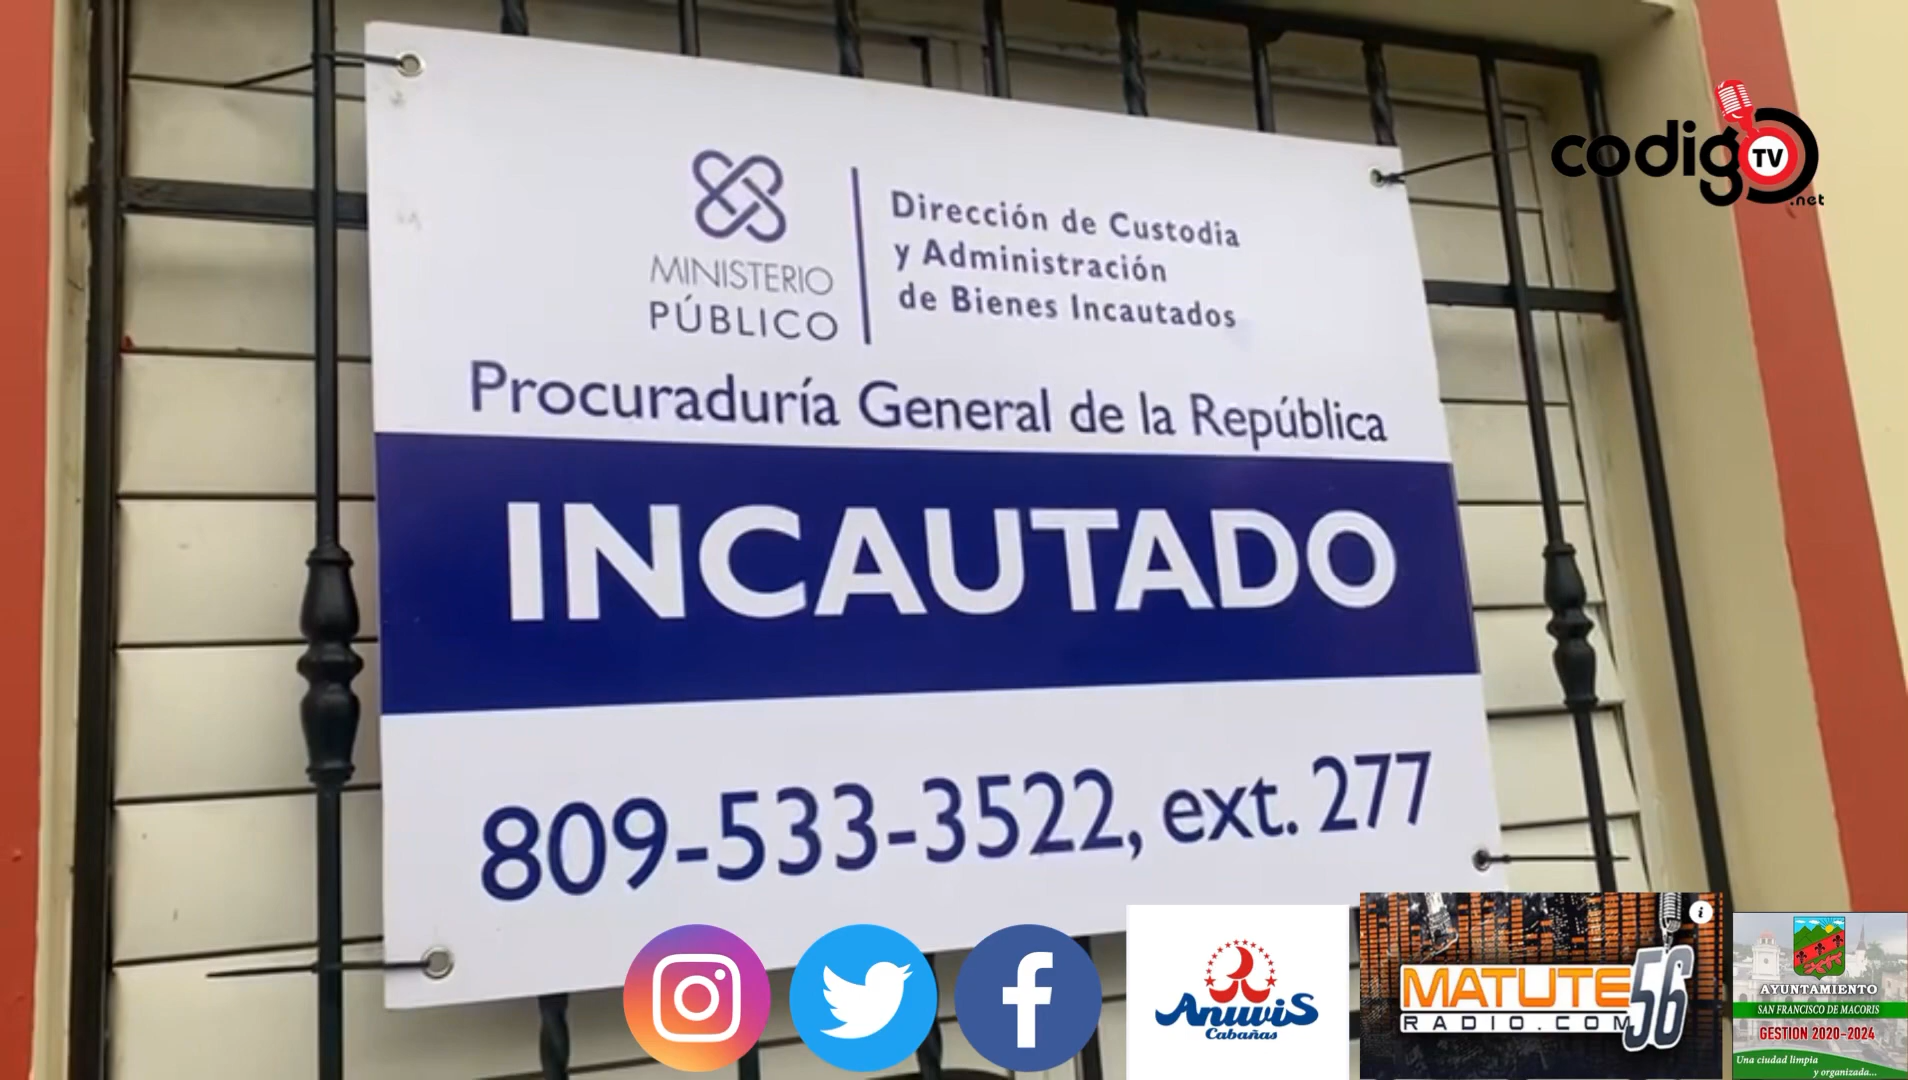 MINISTERIO
PÚBLICO
Dirección de Custodia
y Administración
de Bienes Incautados
Procuraduría General de la República
INCAUTADO
809-533-3522, ext. 277
codigo
TV
.net
Anuvis
Cabañas
MATUTE 56
RADIO.COM
AYUNTAMIENTO
SAN FRANCISCO DE MACORIS
GESTION 2020-2024
Una ciudad limpia
y organizada...